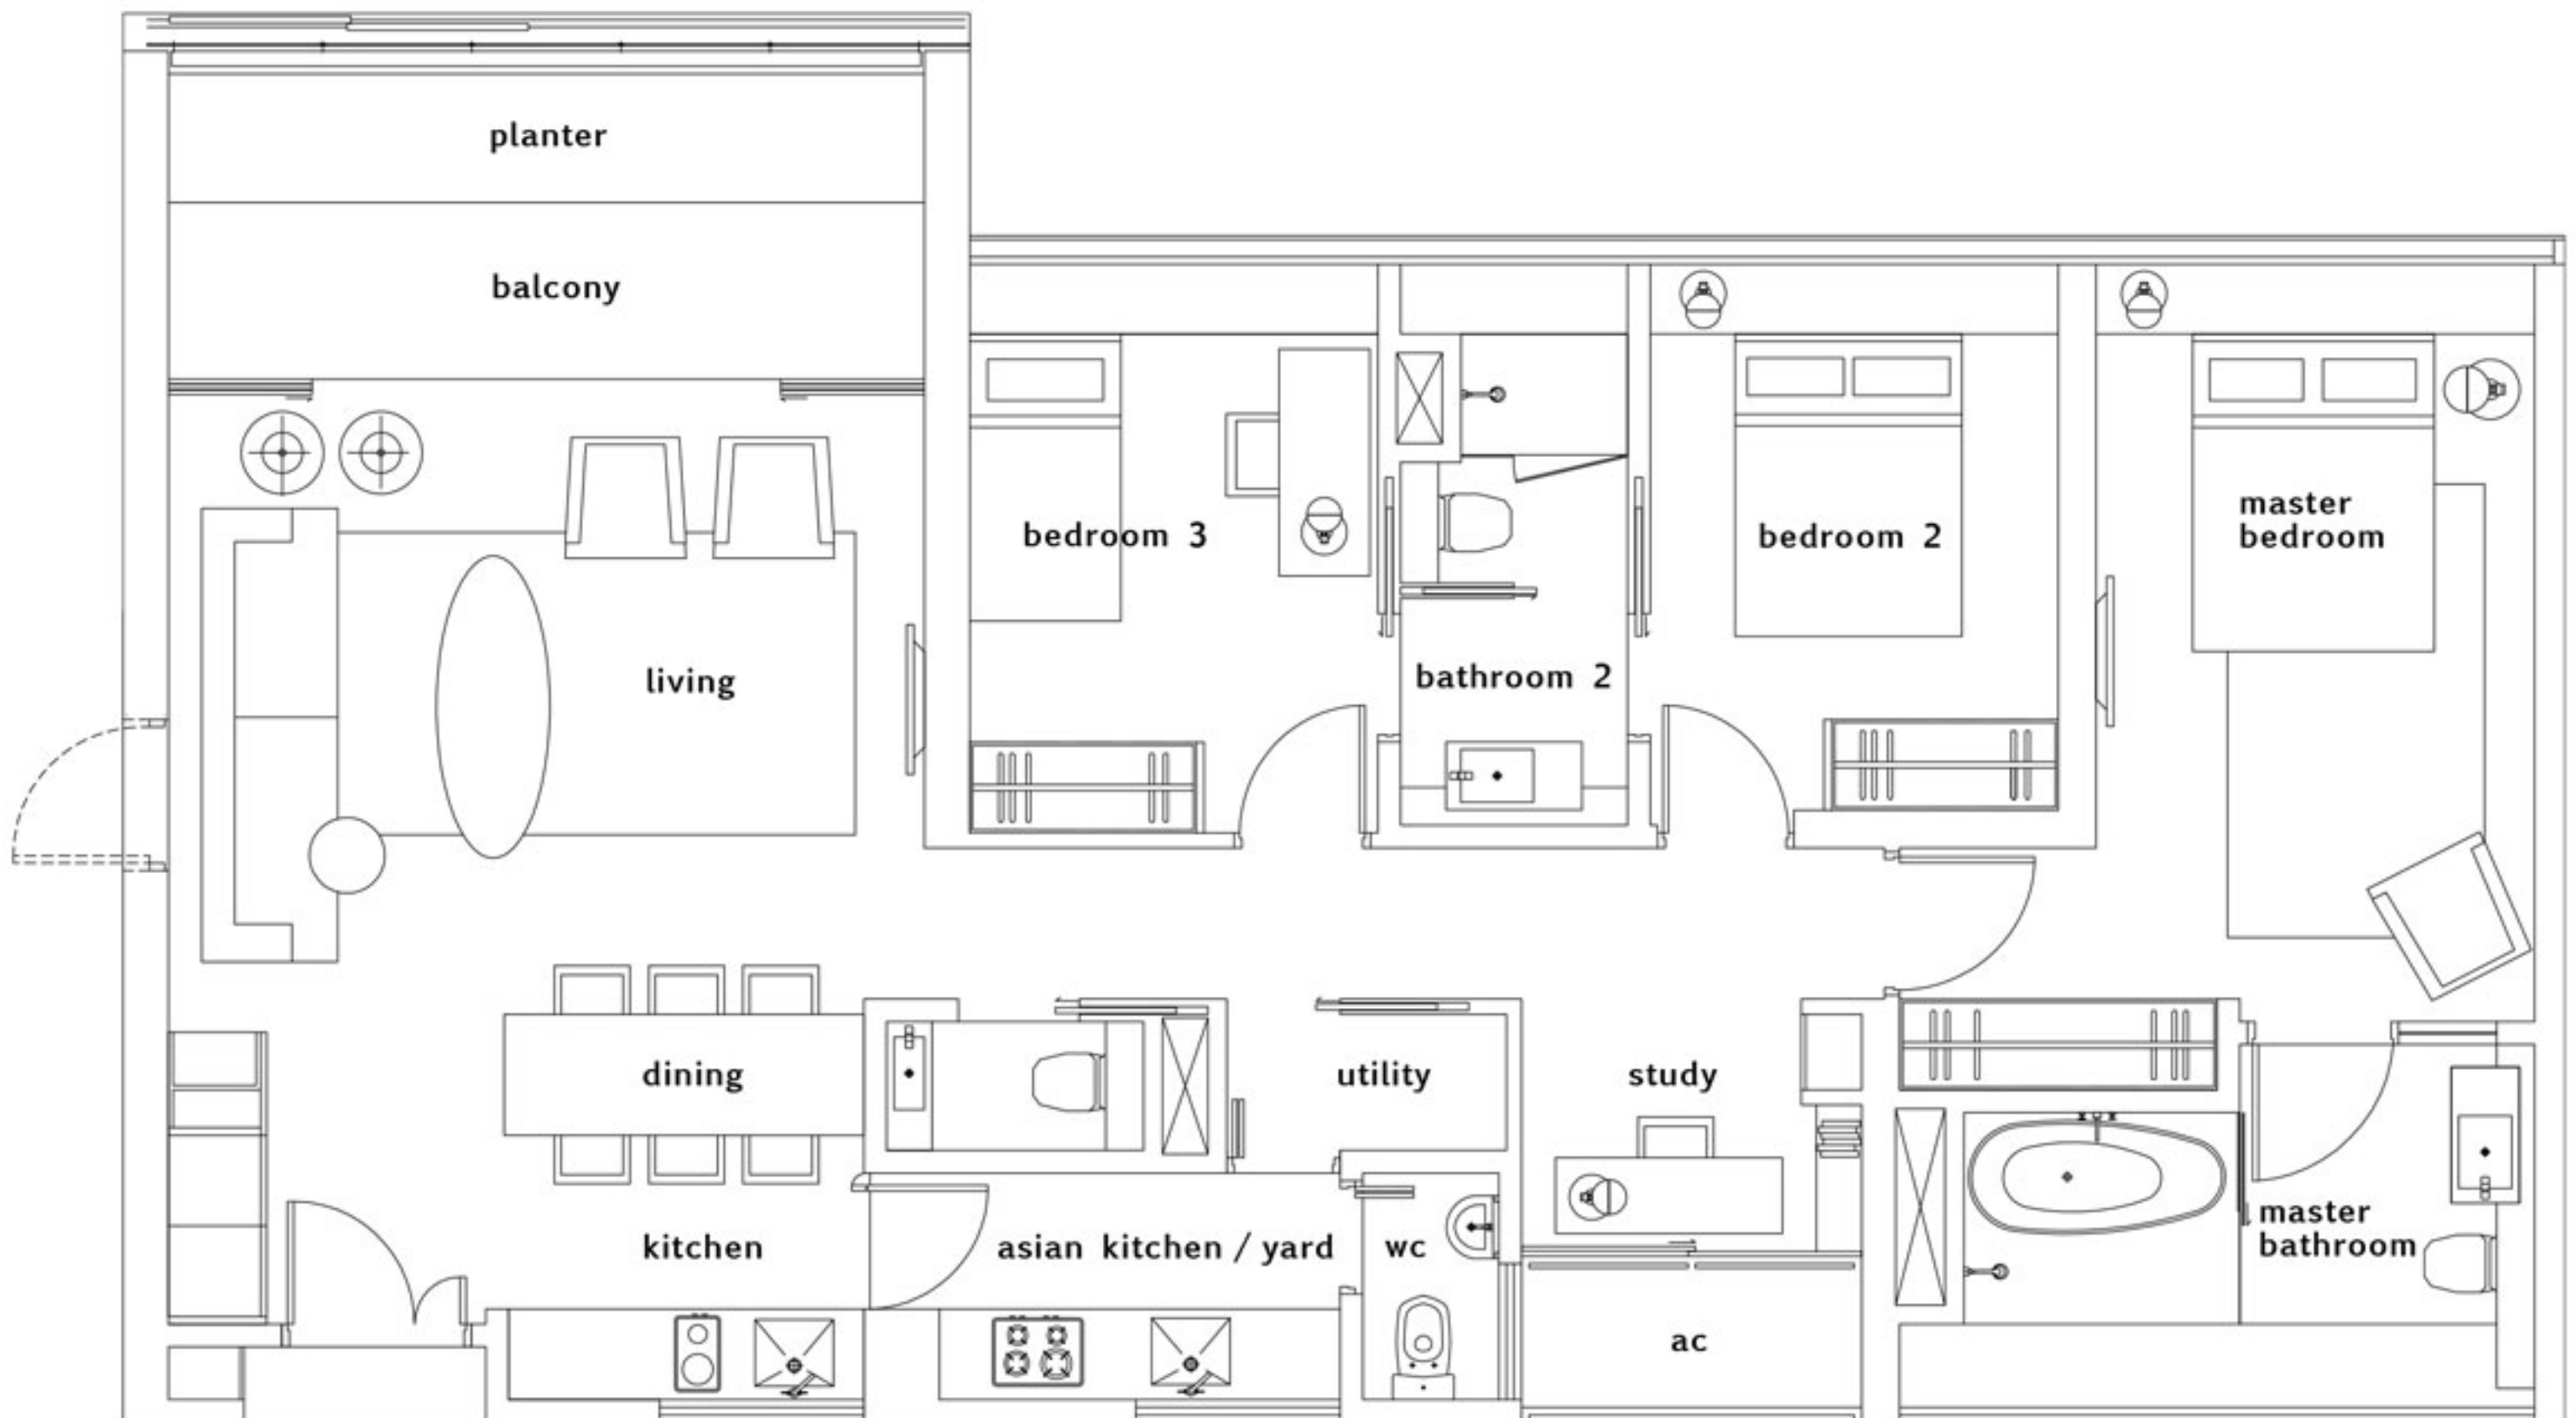 planter
balcony
bedroom 3
bedroom 2
master
bedroom
living
bathroom 2
dining
utility
study
kitchen
asian kitchen / yard
wc
master
bathroom
ac